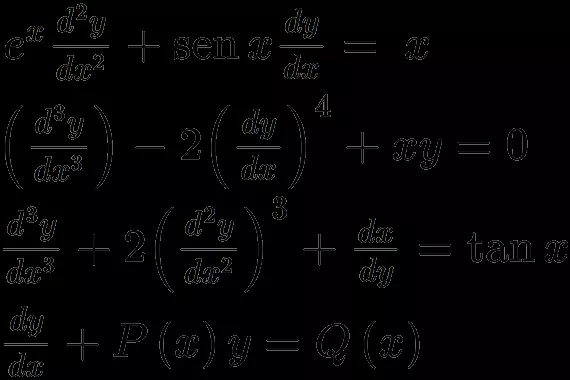 e^x d²y/dx² + sen x dy/dx = x
(d³y/dx³) − 2(dy/dx)^4 + xy = 0
d³y/dx³ + 2(d²y/dx²)^3 + dx/dy = tan x
dy/dx + P(x)y = Q(x)